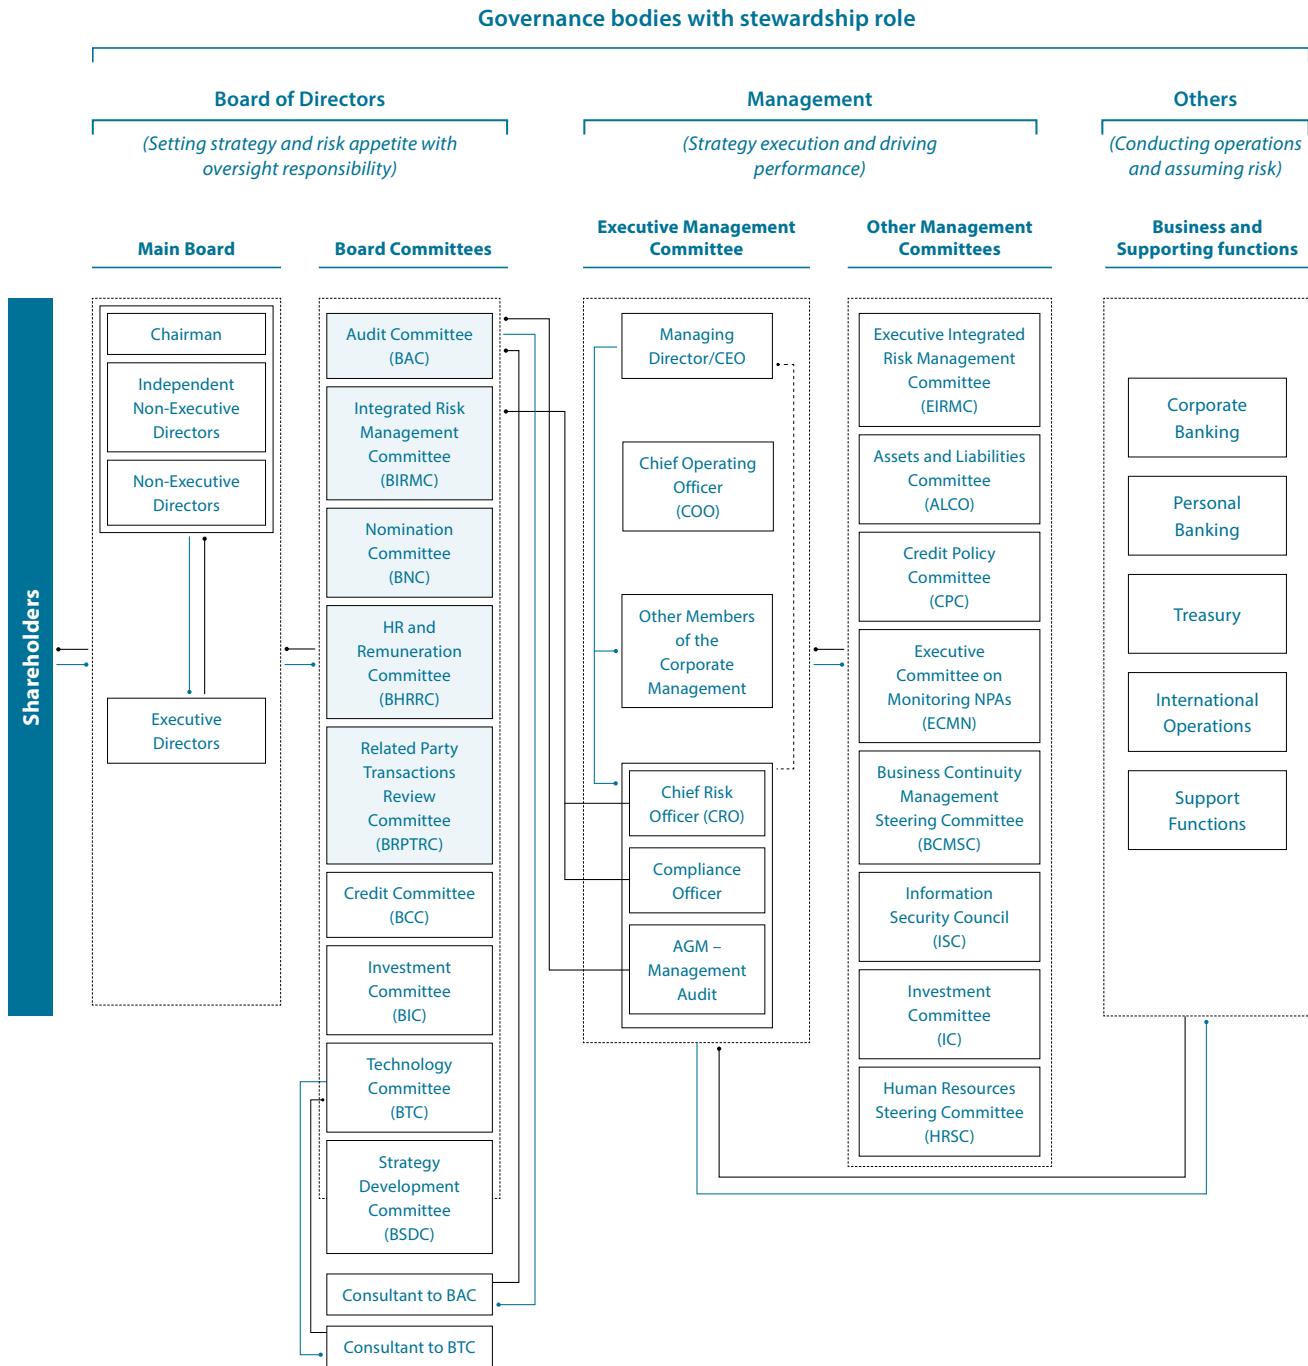 Governance bodies with stewardship role
Board of Directors
(Setting strategy and risk appetite with
oversight responsibility)
Management
(Strategy execution and driving
performance)
Others
(Conducting operations
and assuming risk)
Main Board
Board Committees
Executive Management
Committee
Other Management
Committees
Business and
Supporting functions
Shareholders
Chairman
Independent
Non-Executive
Directors
Non-Executive
Directors
Executive
Directors
Audit Committee
(BAC)
Integrated Risk
Management
Committee
(BIRMC)
Nomination
Committee
(BNC)
HR and
Remuneration
Committee
(BHRRC)
Related Party
Transactions
Review
Committee
(BRPTRC)
Credit Committee
(BCC)
Investment
Committee
(BIC)
Technology
Committee
(BTC)
Strategy
Development
Committee
(BSDC)
Consultant to BAC
Consultant to BTC
Managing
Director/CEO
Chief Operating
Officer
(COO)
Other Members
of the
Corporate
Management
Chief Risk
Officer (CRO)
Compliance
Officer
AGM –
Management
Audit
Executive Integrated
Risk Management
Committee
(EIRMC)
Assets and Liabilities
Committee
(ALCO)
Credit Policy
Committee
(CPC)
Executive
Committee on
Monitoring NPAs
(ECMN)
Business Continuity
Management
Steering Committee
(BCMSC)
Information
Security Council
(ISC)
Investment
Committee
(IC)
Human Resources
Steering Committee
(HRSC)
Corporate
Banking
Personal
Banking
Treasury
International
Operations
Support
Functions